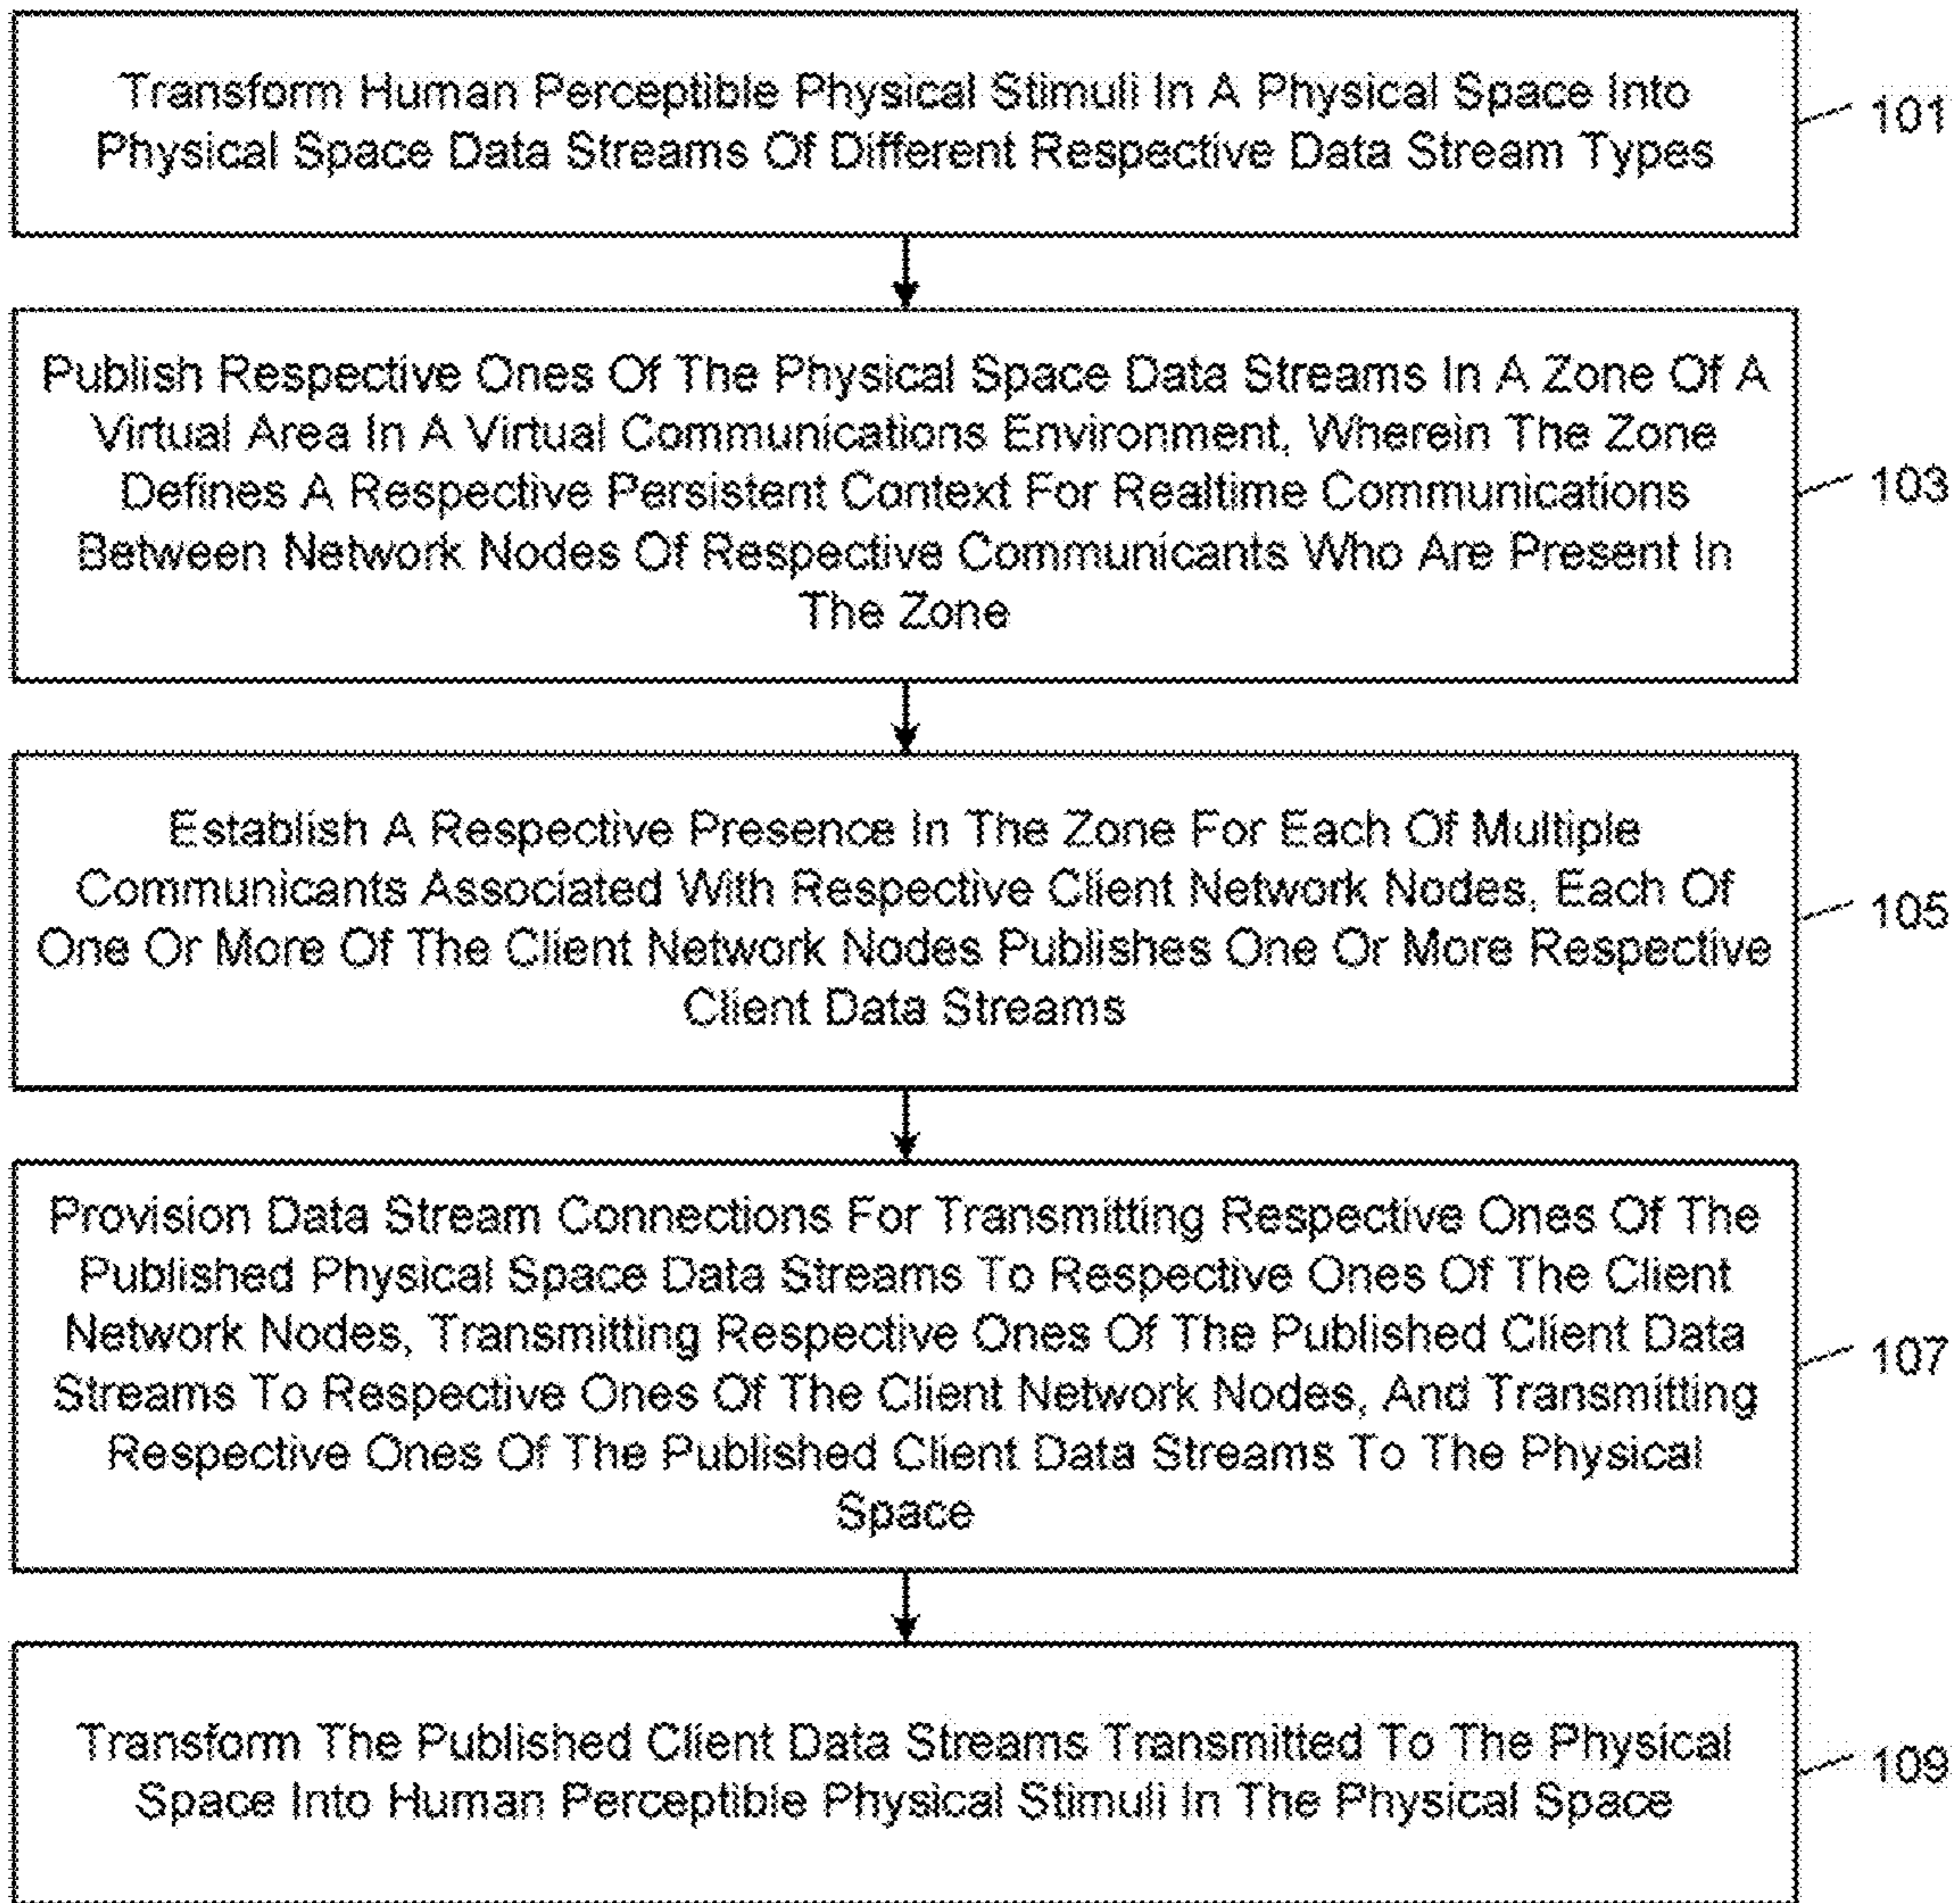 Transform Human Perceptible Physical Stimuli In A Physical Space Into
Physical Space Data Streams Of Different Respective Data Stream Types
101
Publish Respective Ones Of The Physical Space Data Streams In A Zone Of A
Virtual Area In A Virtual Communications Environment, Wherein The Zone
Defines A Respective Persistent Context For Realtime Communications
Between Network Nodes Of Respective Communicants Who Are Present In
The Zone
103
Establish A Respective Presence In The Zone For Each Of Multiple
Communicants Associated With Respective Client Network Nodes, Each Of
One Or More Of The Client Network Nodes Publishes One Or More Respective
Client Data Streams
105
Provision Data Stream Connections For Transmitting Respective Ones Of The
Published Physical Space Data Streams To Respective Ones Of The Client
Network Nodes, Transmitting Respective Ones Of The Published Client Data
Streams To Respective Ones Of The Client Network Nodes, And Transmitting
Respective Ones Of The Published Client Data Streams To The Physical
Space
107
Transform The Published Client Data Streams Transmitted To The Physical
Space Into Human Perceptible Physical Stimuli In The Physical Space
109